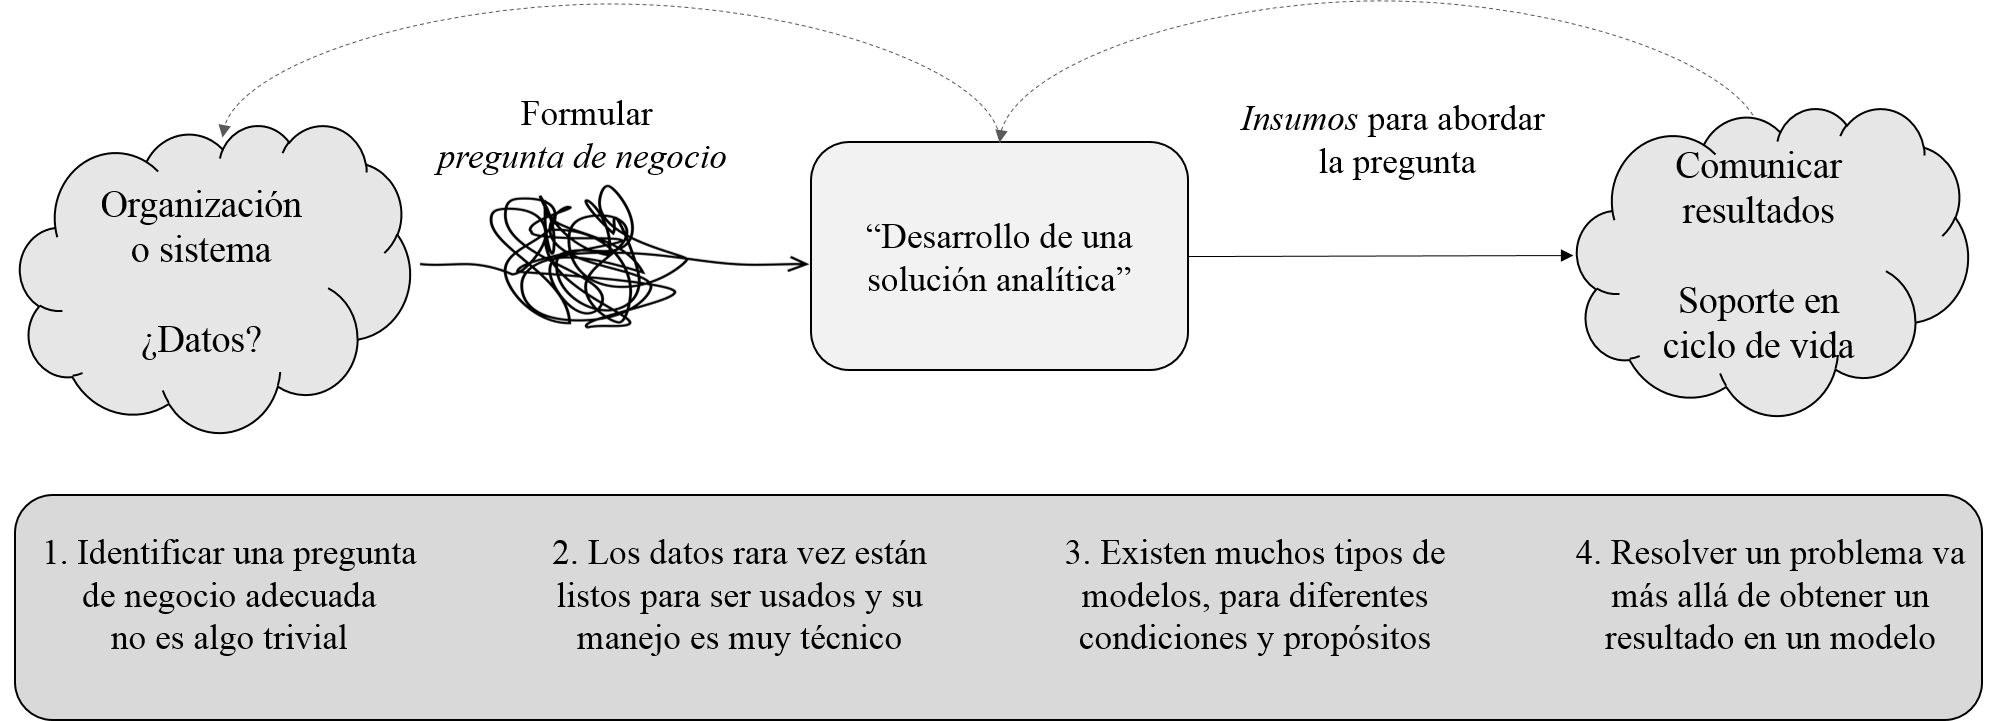 Organización
o sistema
¿Datos?
Formular
pregunta de negocio
“Desarrollo de una
solución analítica”
Insumos para abordar
la pregunta
Comunicar
resultados
Soporte en
ciclo de vida
1. Identificar una pregunta
de negocio adecuada
no es algo trivial
2. Los datos rara vez están
listos para ser usados y su
manejo es muy técnico
3. Existen muchos tipos de
modelos, para diferentes
condiciones y propósitos
4. Resolver un problema va
más allá de obtener un
resultado en un modelo